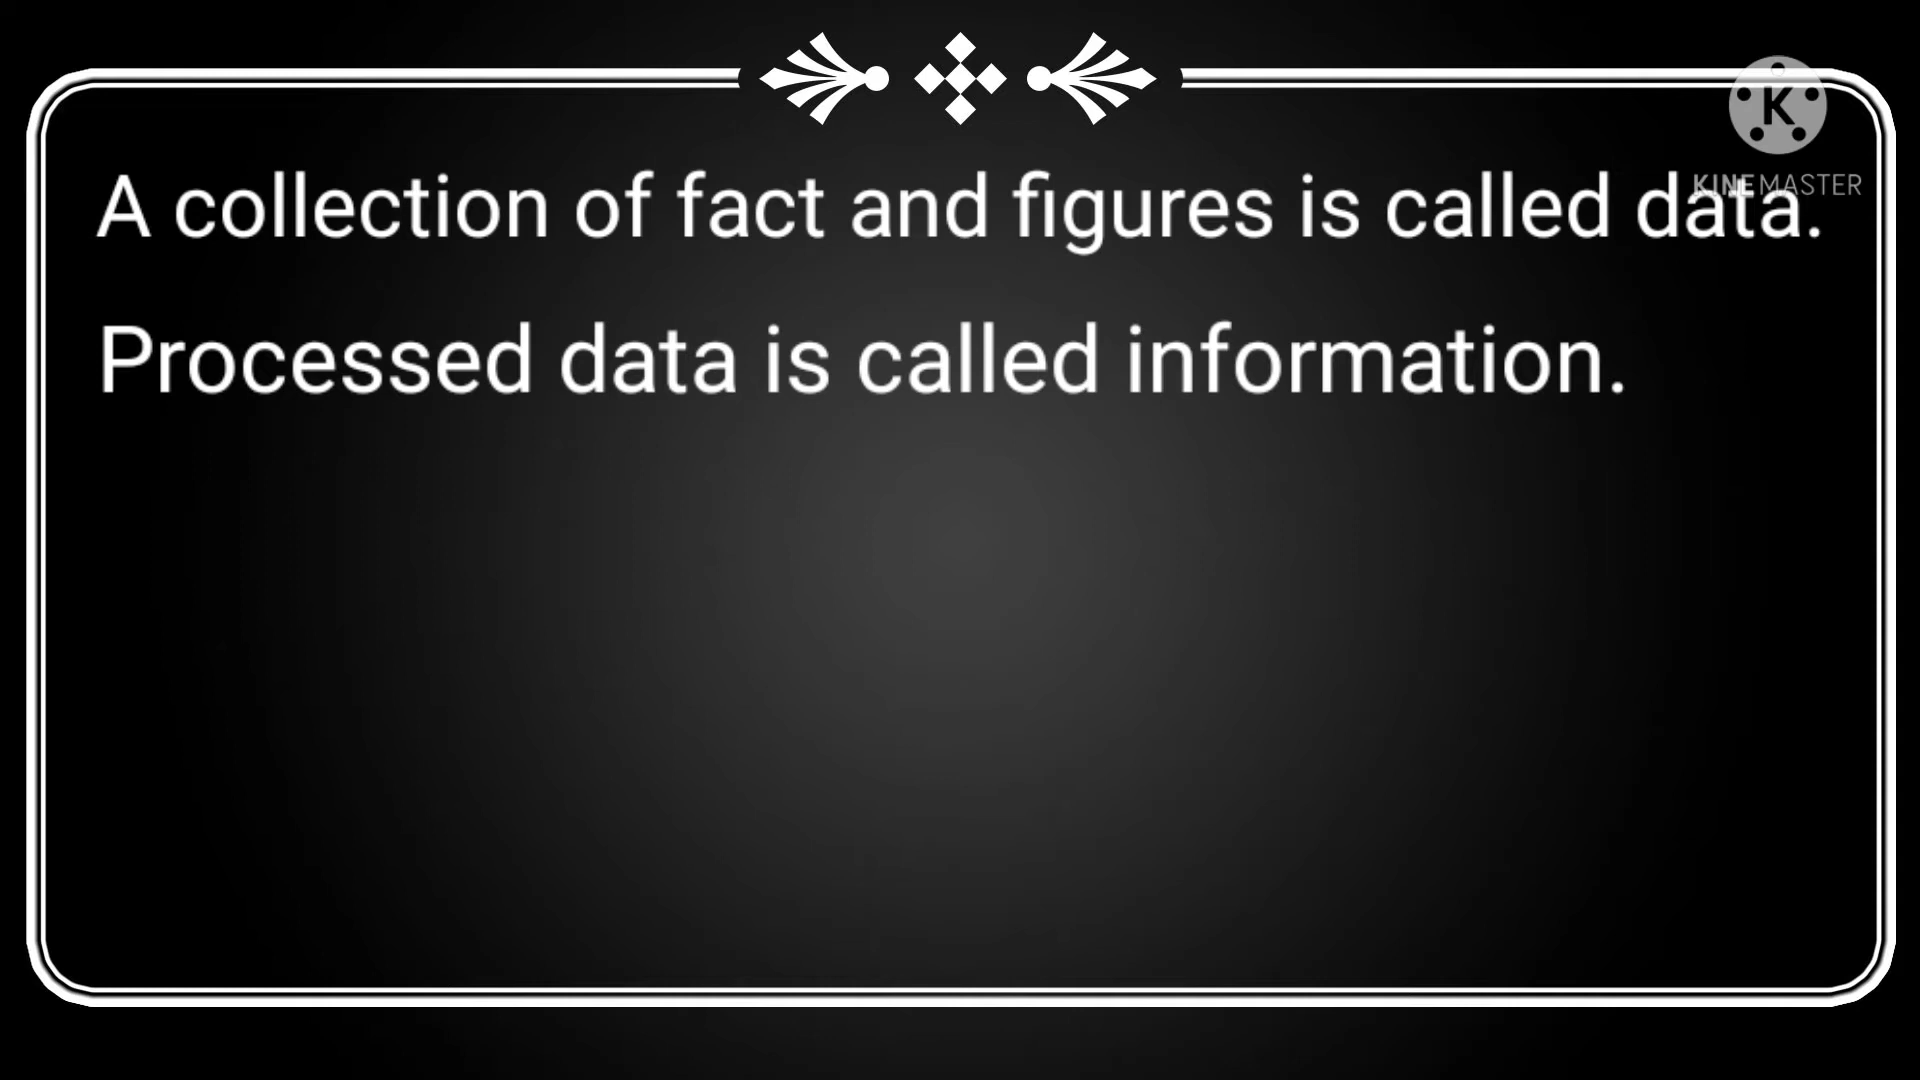 K
KINEMASTER
A collection of fact and figures is called data.
Processed data is called information.